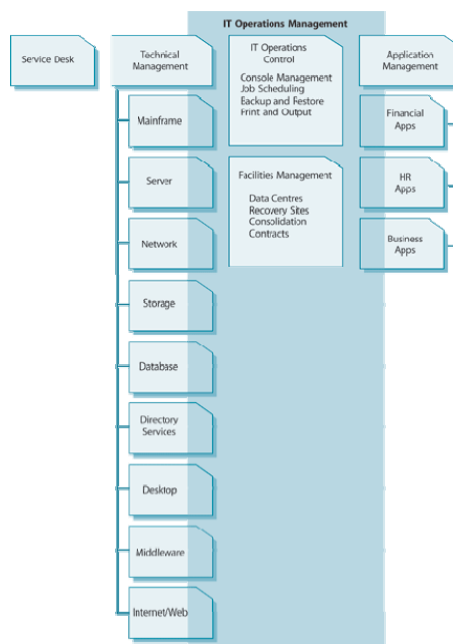 IT Operations Management
Service Desk
Technical
Management
IT Operations
Control
Console Management
Job Scheduling
Backup and Restore
Print and Output
Application
Management
Mainframe
Financial
Apps
Server
Facilities Management
Data Centres
Recovery Sites
Consolidation
Contracts
HR
Apps
Network
Business
Apps
Storage
Database
Directory
Services
Desktop
Middleware
Internet/Web